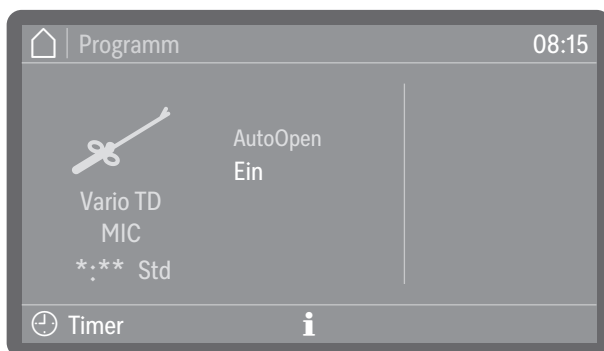 Programm 08:15
AutoOpen
Ein
Vario TD
MIC
*:** Std
Timer i